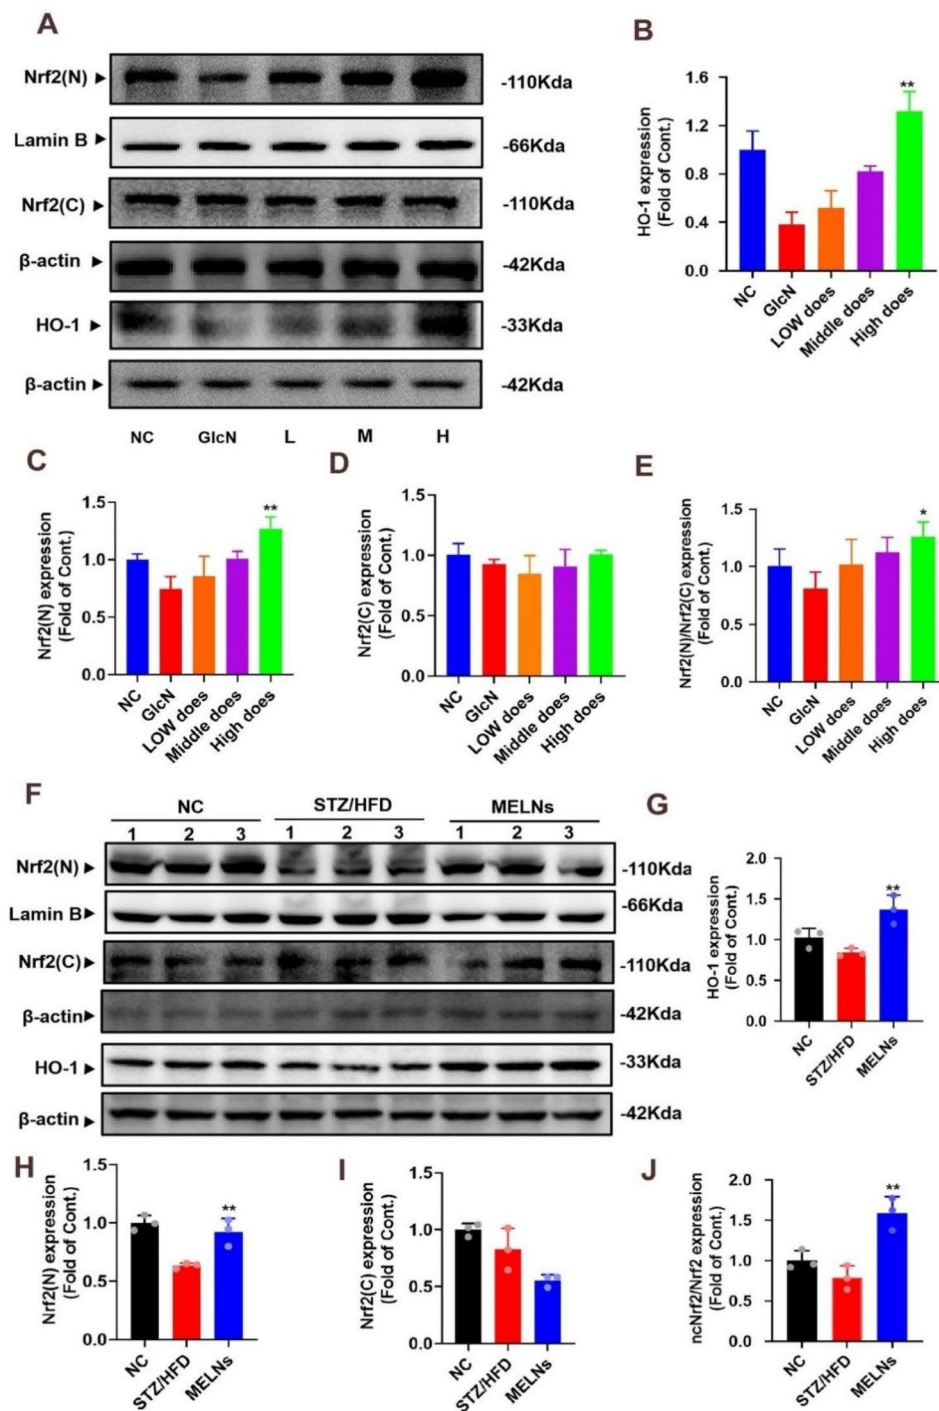 A
Nrf2(N)
-110Kda
Lamin B
-66Kda
Nrf2(C)
-110Kda
β-actin
-42Kda
HO-1
-33Kda
β-actin
-42Kda
NC GlcN L M H
B
HO-1 expression
(Fold of Cont.)
1.6
1.2
0.8
0.4
0.0
**
NC
GlcN
LOW does
Middle does
High does
C
Nrf2(N) expression
(Fold of Cont.)
1.5
1.0
0.5
0.0
**
NC
GlcN
LOW does
Middle does
High does
D
Nrf2(C) expression
(Fold of Cont.)
1.5
1.0
0.5
0.0
NC
GlcN
LOW does
Middle does
High does
E
Nrf2(N)/Nrf2(C) expression
(Fold of Cont.)
1.5
1.0
0.5
0.0
*
NC
GlcN
LOW does
Middle does
High does
F
NC STZ/HFD MELNs
1 2 3 1 2 3 1 2 3
Nrf2(N)
-110Kda
Lamin B
-66Kda
Nrf2(C)
-110Kda
β-actin
-42Kda
HO-1
-33Kda
β-actin
-42Kda
G
HO-1 expression
(Fold of Cont.)
2.0
1.5
1.0
0.5
0.0
**
NC
STZ/HFD
MELNs
H
Nrf2(N) expression
(Fold of Cont.)
1.5
1.0
0.5
0.0
**
NC
STZ/HFD
MELNs
I
Nrf2(C) expression
(Fold of Cont.)
1.5
1.0
0.5
0.0
NC
STZ/HFD
MELNs
J
ncNrf2/Nrf2 expression
(Fold of Cont.)
2.0
1.5
1.0
0.5
0.0
**
NC
STZ/HFD
MELNs